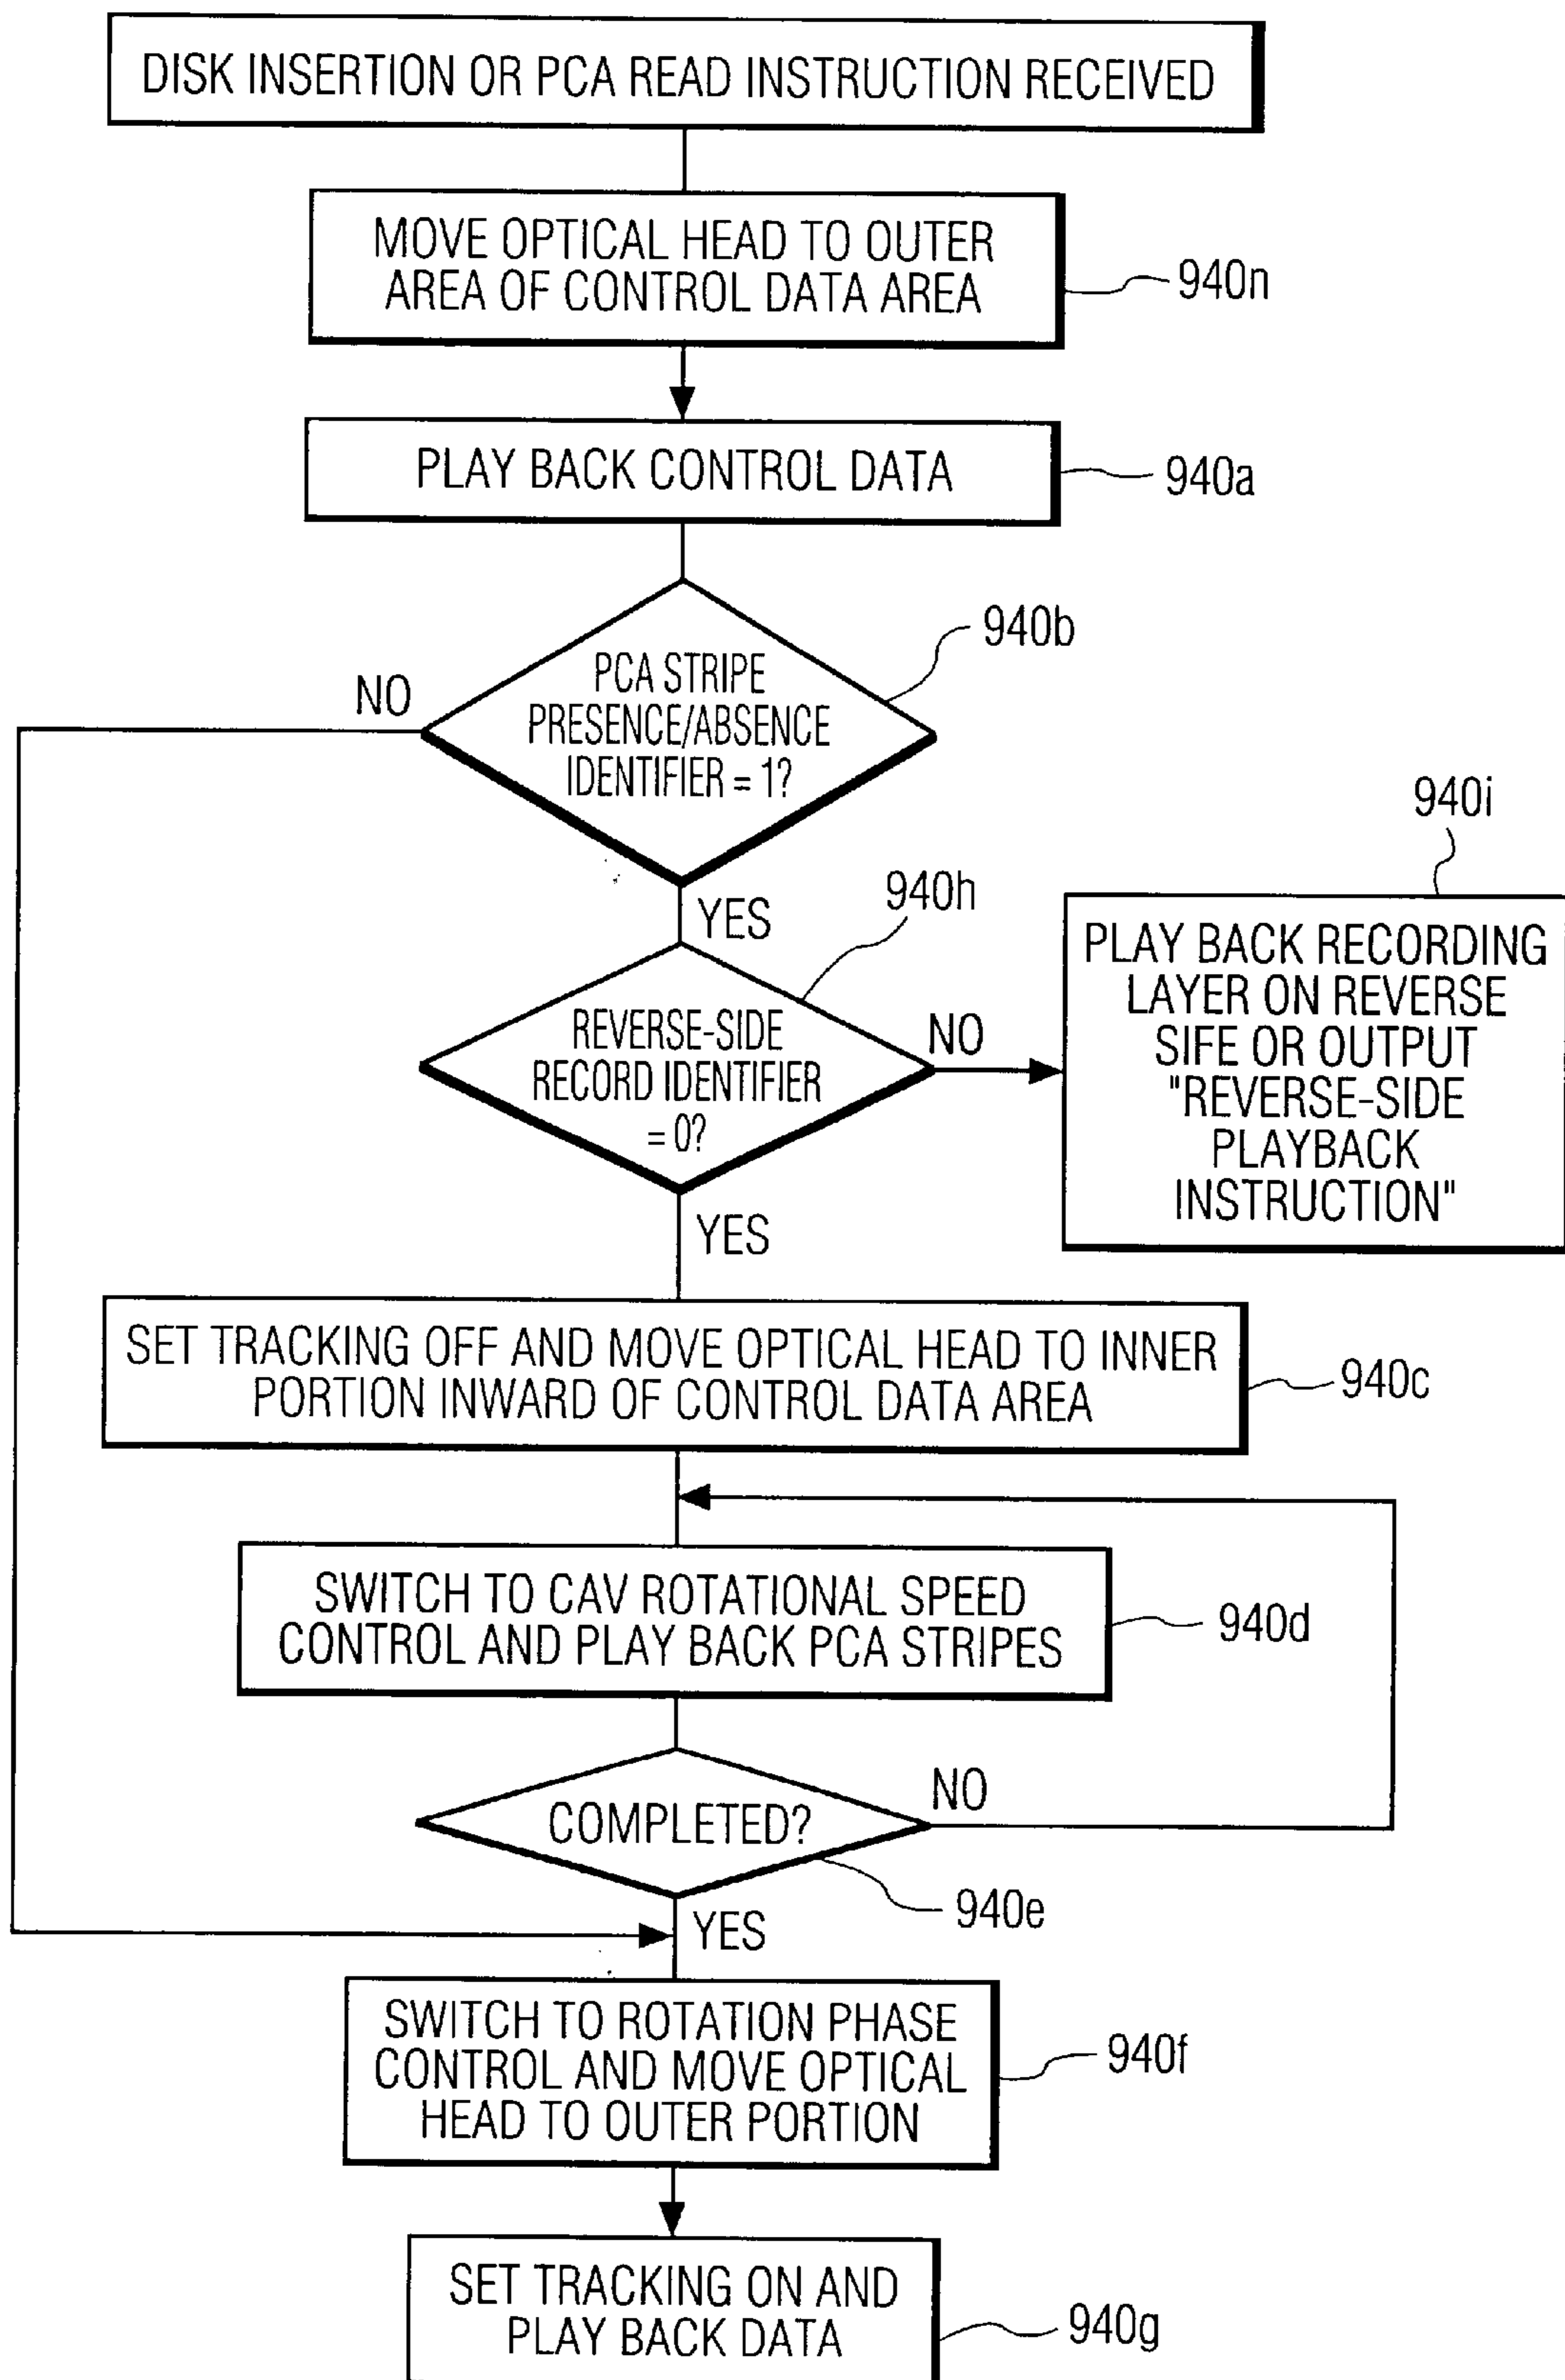 DISK INSERTION OR PCA READ INSTRUCTION RECEIVED
MOVE OPTICAL HEAD TO OUTER
AREA OF CONTROL DATA AREA
940n
PLAY BACK CONTROL DATA
940a
940b
PCA STRIPE
PRESENCE/ABSENCE
IDENTIFIER = 1?
NO
YES
940h
REVERSE-SIDE
RECORD IDENTIFIER
= 0?
NO
940i
PLAY BACK RECORDING
LAYER ON REVERSE
SIFE OR OUTPUT
"REVERSE-SIDE
PLAYBACK
INSTRUCTION"
YES
SET TRACKING OFF AND MOVE OPTICAL HEAD TO INNER
PORTION INWARD OF CONTROL DATA AREA
940c
SWITCH TO CAV ROTATIONAL SPEED
CONTROL AND PLAY BACK PCA STRIPES
940d
COMPLETED?
NO
940e
YES
SWITCH TO ROTATION PHASE
CONTROL AND MOVE OPTICAL
HEAD TO OUTER PORTION
940f
SET TRACKING ON AND
PLAY BACK DATA
940g